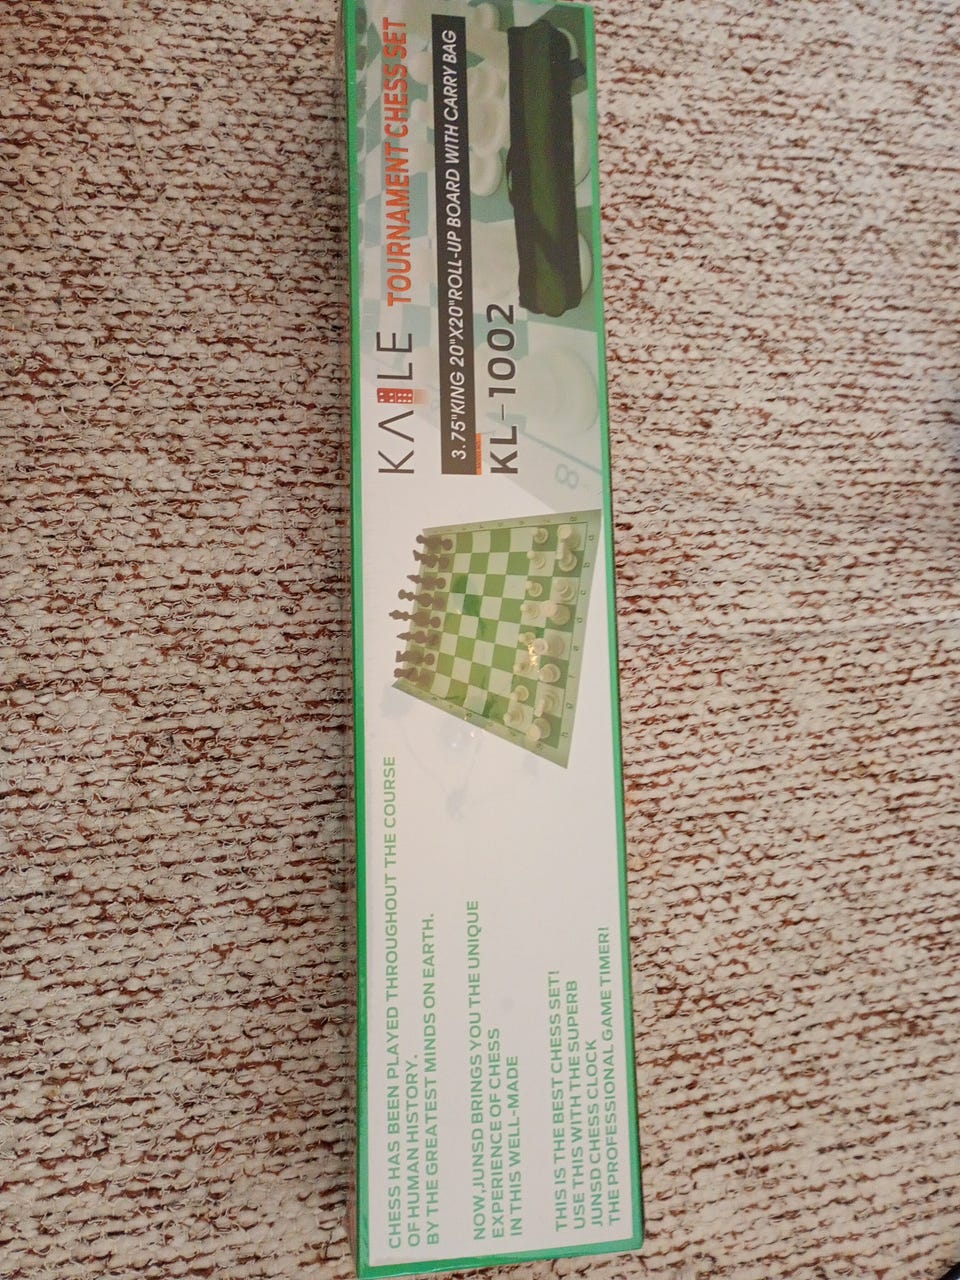 CHESS HAS BEEN PLAYED THROUGHOUT THE COURSE
OF HUMAN HISTORY.
BY THE GREATEST MINDS ON EARTH.
NOW,JUNSD BRINGS YOU THE UNIQUE
EXPERIENCE OF CHESS
IN THIS WELL-MADE
THIS IS THE BEST CHESS SET!
USE THIS WITH THE SUPERB
JUNSD CHESS CLOCK
THE PROFESSIONAL GAME TIMER!
KAILE TOURNAMENT CHESS SET
3.75"KING 20"X20"ROLL-UP BOARD WITH CARRY BAG
KL-1002
8